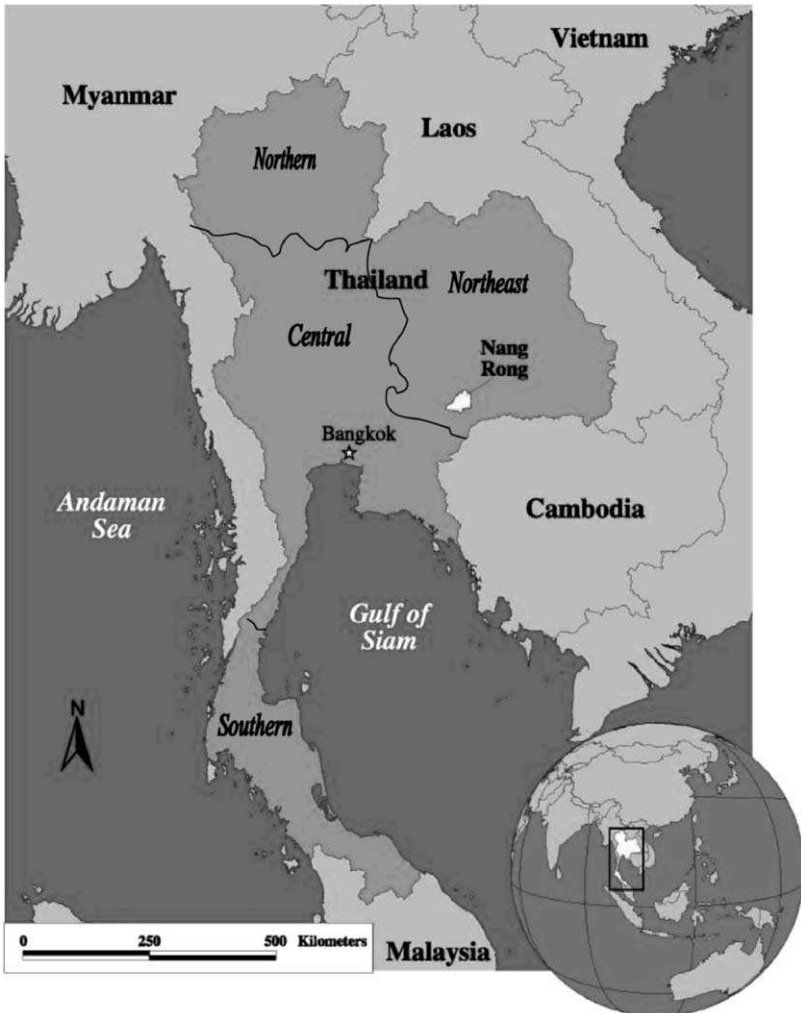 Vietnam
Myanmar
Laos
Northern
Thailand
Northeast
Central
Nang
Rong
Bangkok
Andaman
Sea
Cambodia
Gulf of
Siam
N
Southern
0 250 500 Kilometers
Malaysia